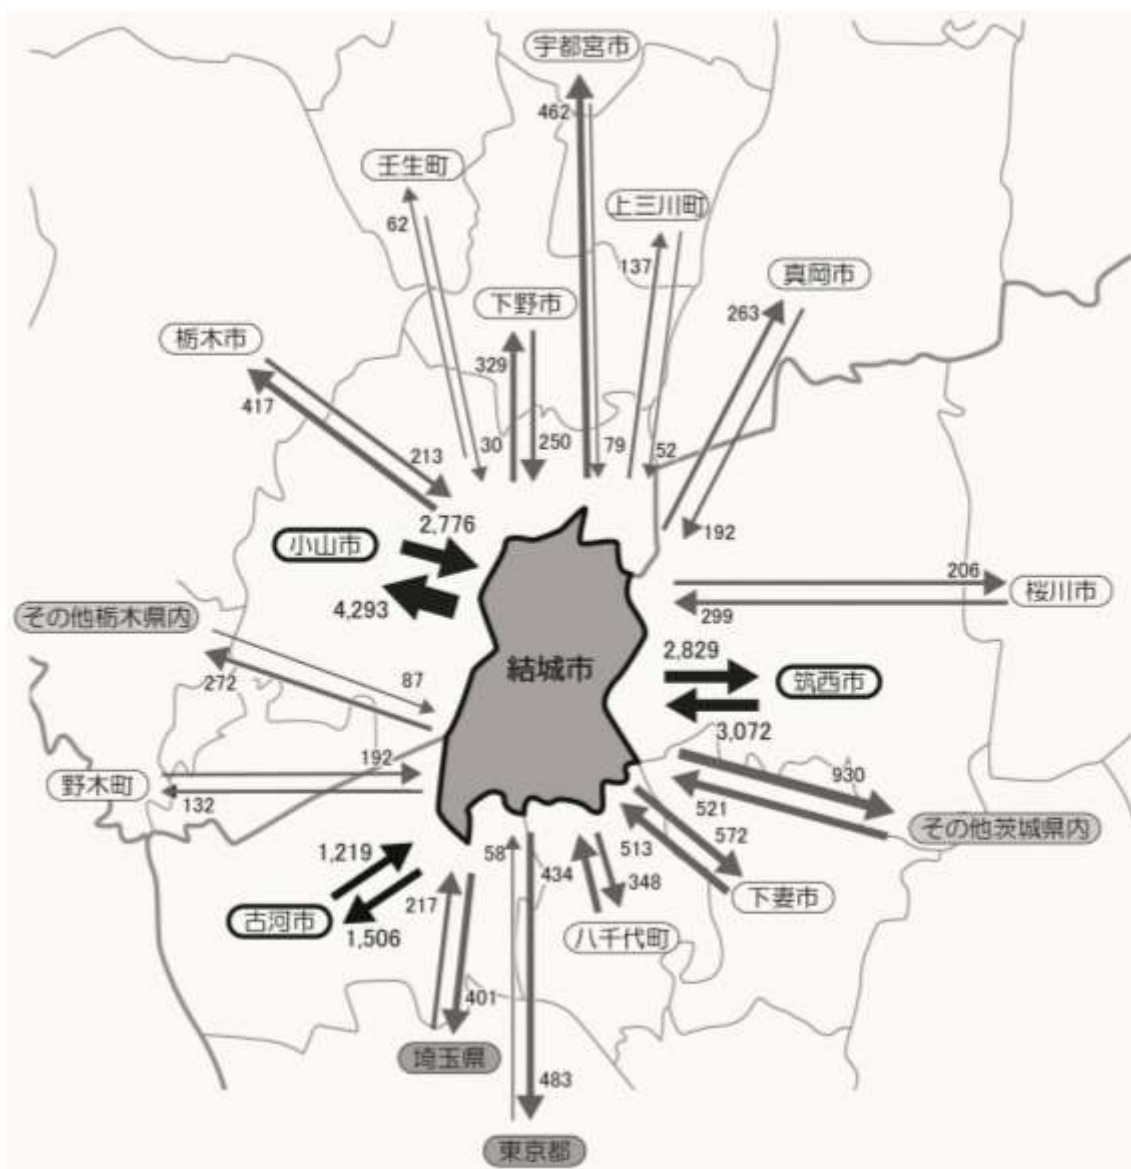 宇都宮市
462
壬生町
62
上三川町
137
真岡市
263
下野市
329
栃木市
417
213
30
250
79
52
192
2,776
小山市
4,293
206
桜川市
299
その他栃木県内
272
87
結城市
2,829
筑西市
3,072
192
野木町
132
930
521
その他茨城県内
572
513
1,219
58
434
348
下妻市
217
古河市
1,506
八千代町
401
埼玉県
483
東京都